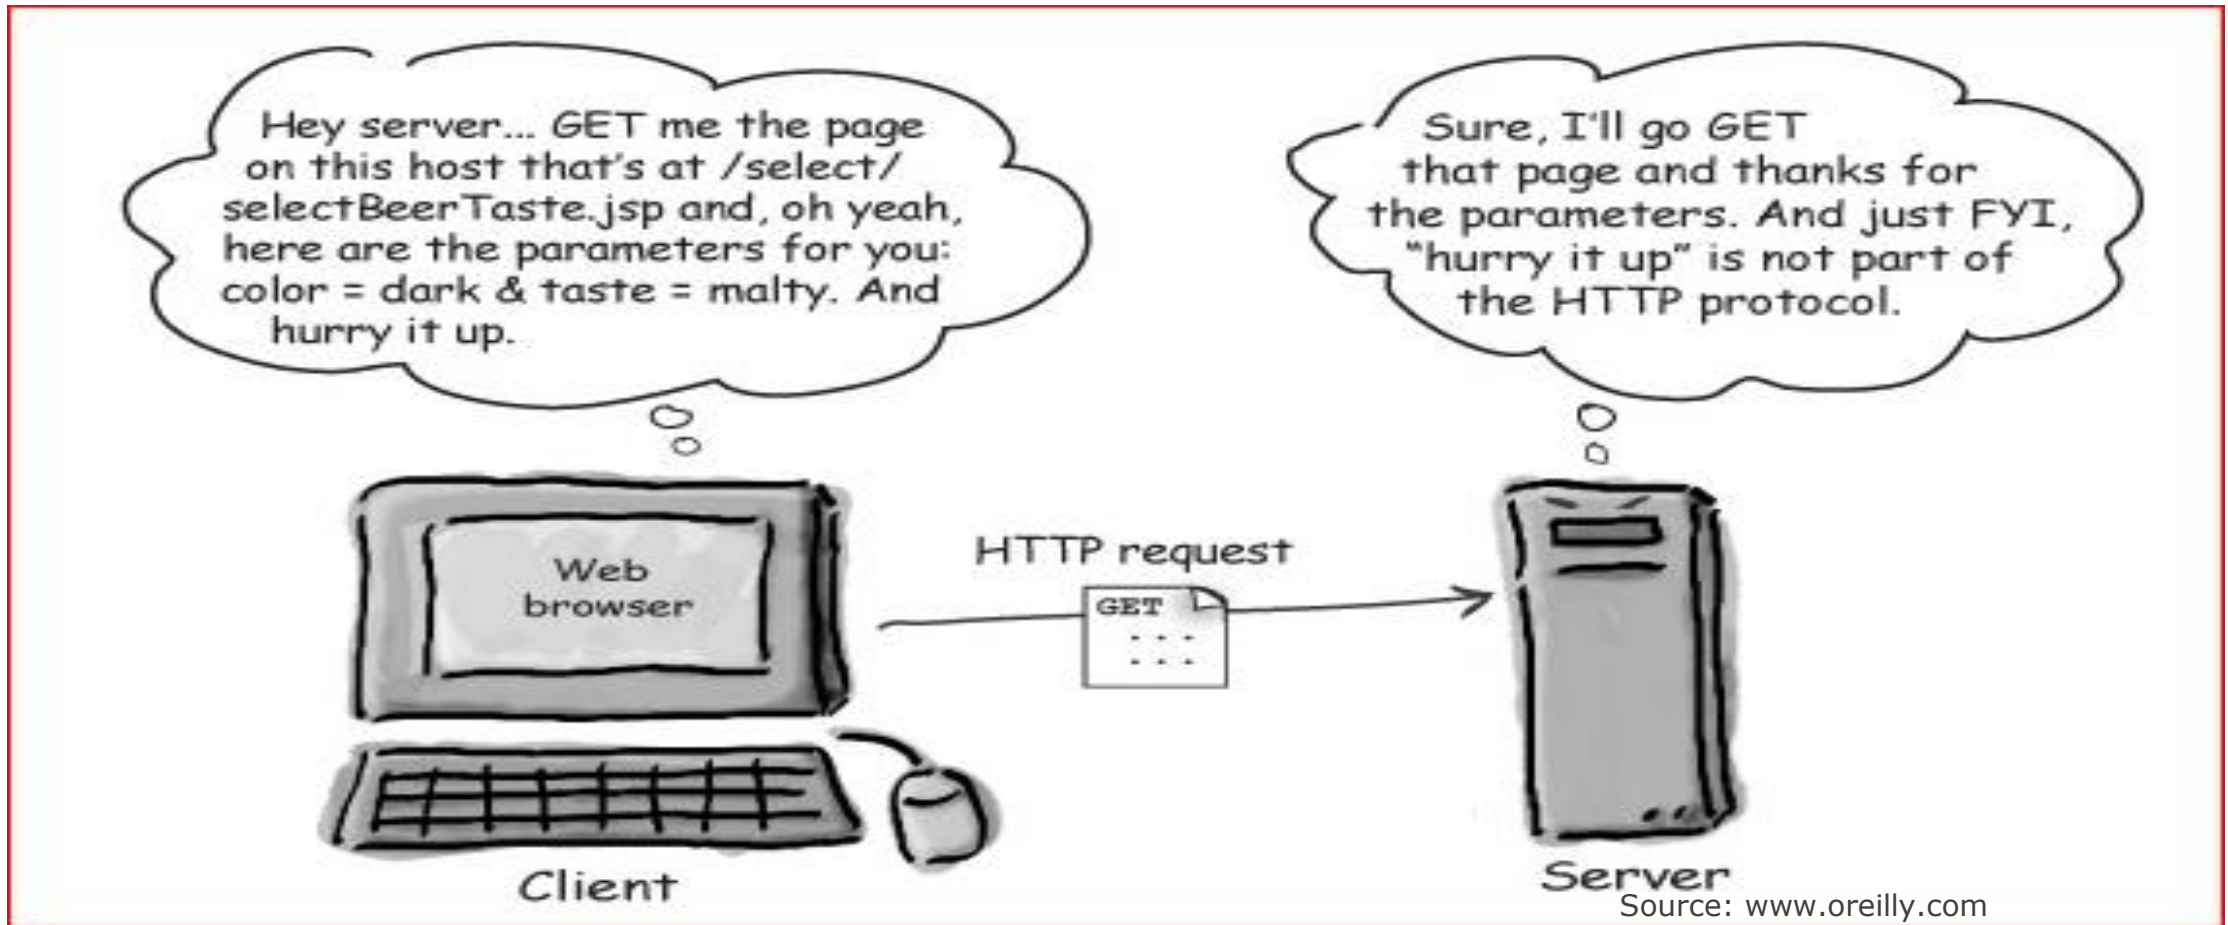 Hey server... GET me the page
on this host that's at /select/
selectBeerTaste.jsp and, oh yeah,
here are the parameters for you:
color = dark & taste = malty. And
hurry it up.
Sure, I'll go GET
that page and thanks for
the parameters. And just FYI,
"hurry it up" is not part of
the HTTP protocol.
Web
browser
HTTP request
GET
Client
Server
Source: www.oreilly.com